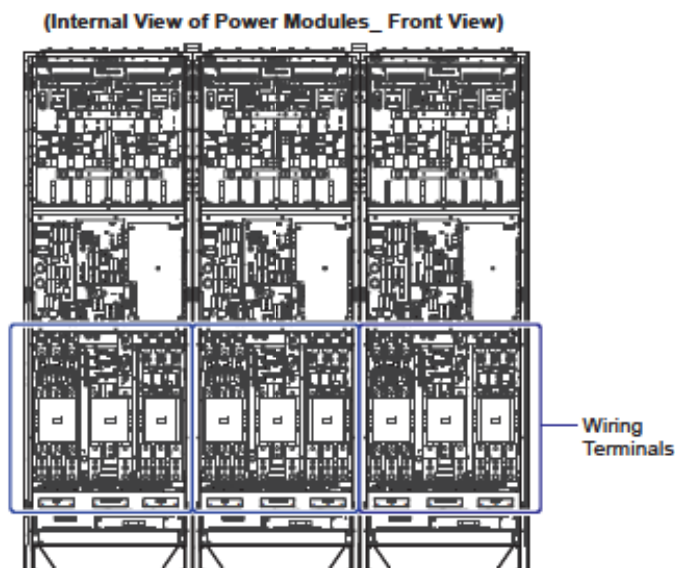 (Internal View of Power Modules_ Front View)
Wiring
Terminals